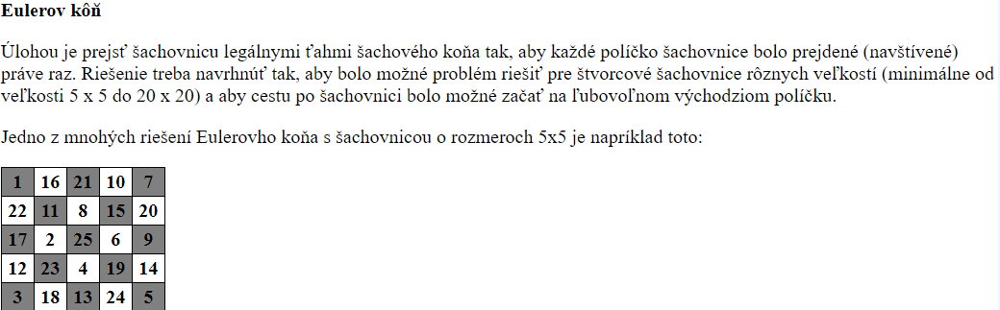 Eulerov kôň
Úlohou je prejsť šachovnicu legálnymi ťahmi šachového koňa tak, aby každé políčko šachovnice bolo prejdené (navštívené)
práve raz. Riešenie treba navrhnúť tak, aby bolo možné problém riešiť pre štvorcové šachovnice rôznych veľkostí (minimálne od
veľkosti 5 x 5 do 20 x 20) a aby cestu po šachovnici bolo možné začať na ľubovoľnom východziom políčku.
Jedno z mnohých riešení Eulerovho koňa s šachovnicou o rozmeroch 5x5 je napríklad toto:
1 16 21 10 7
22 11 8 15 20
17 2 25 6 9
12 23 4 19 14
3 18 13 24 5